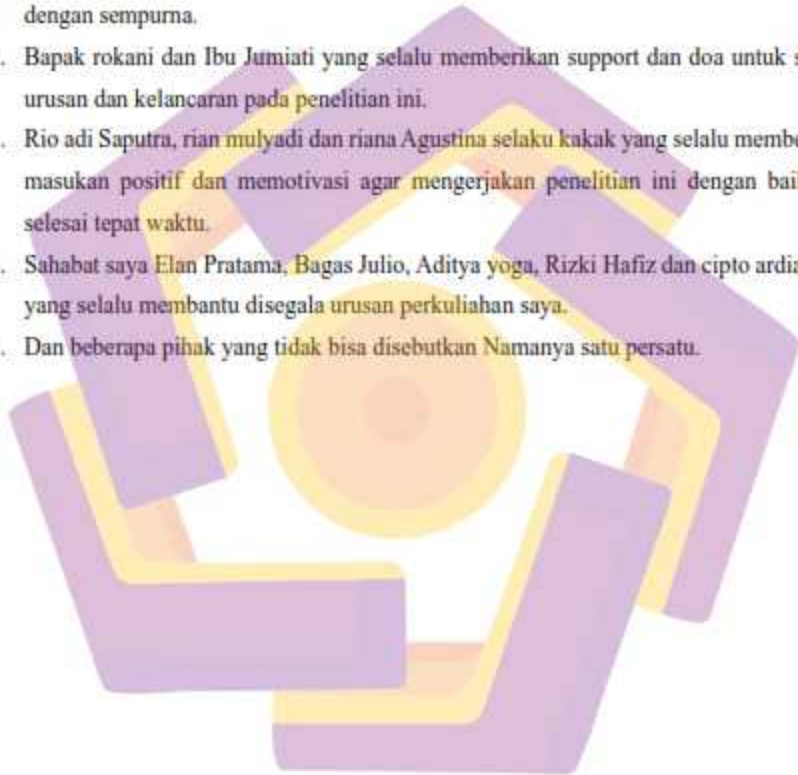 dengan sempurna.
. Bapak rokani dan Ibu Jumiati yang selalu memberikan support dan doa untuk
urusan dan kelancaran pada penelitian ini.
. Rio adi Saputra, rian mulyadi dan riana Agustina selaku kakak yang selalu
masukan positif dan memotivasi agar mengerjakan penelitian ini dengan
selesai tepat waktu.
. Sahabat saya Elan Pratama, Bagas Julio, Aditya yoga, Rizki Hafiz dan cipto
yang selalu membantu disegala urusan perkuliahan saya.
. Dan beberapa pihak yang tidak bisa disebutkan Namanya satu persatu.